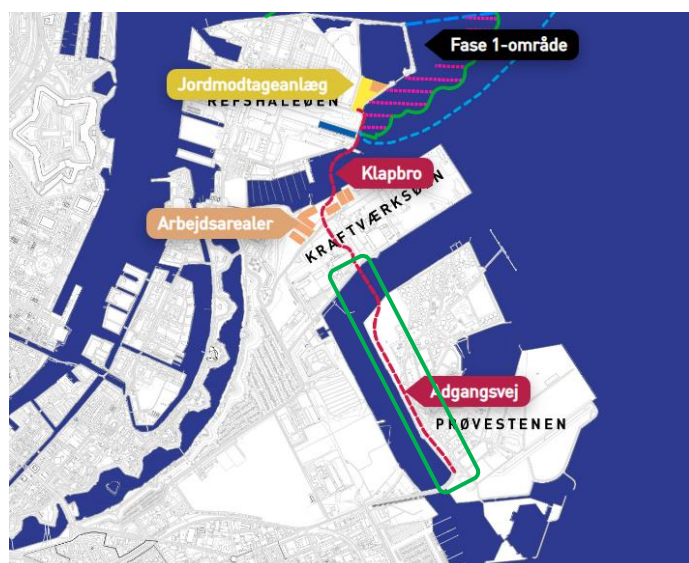 Fase 1-område
Jordmodtageanlæg
REFSHALEØEN
Klapbro
Arbejdsarealer
KRAFTVÆRKSØEN
Adgangsvej
PRØVESTENEN